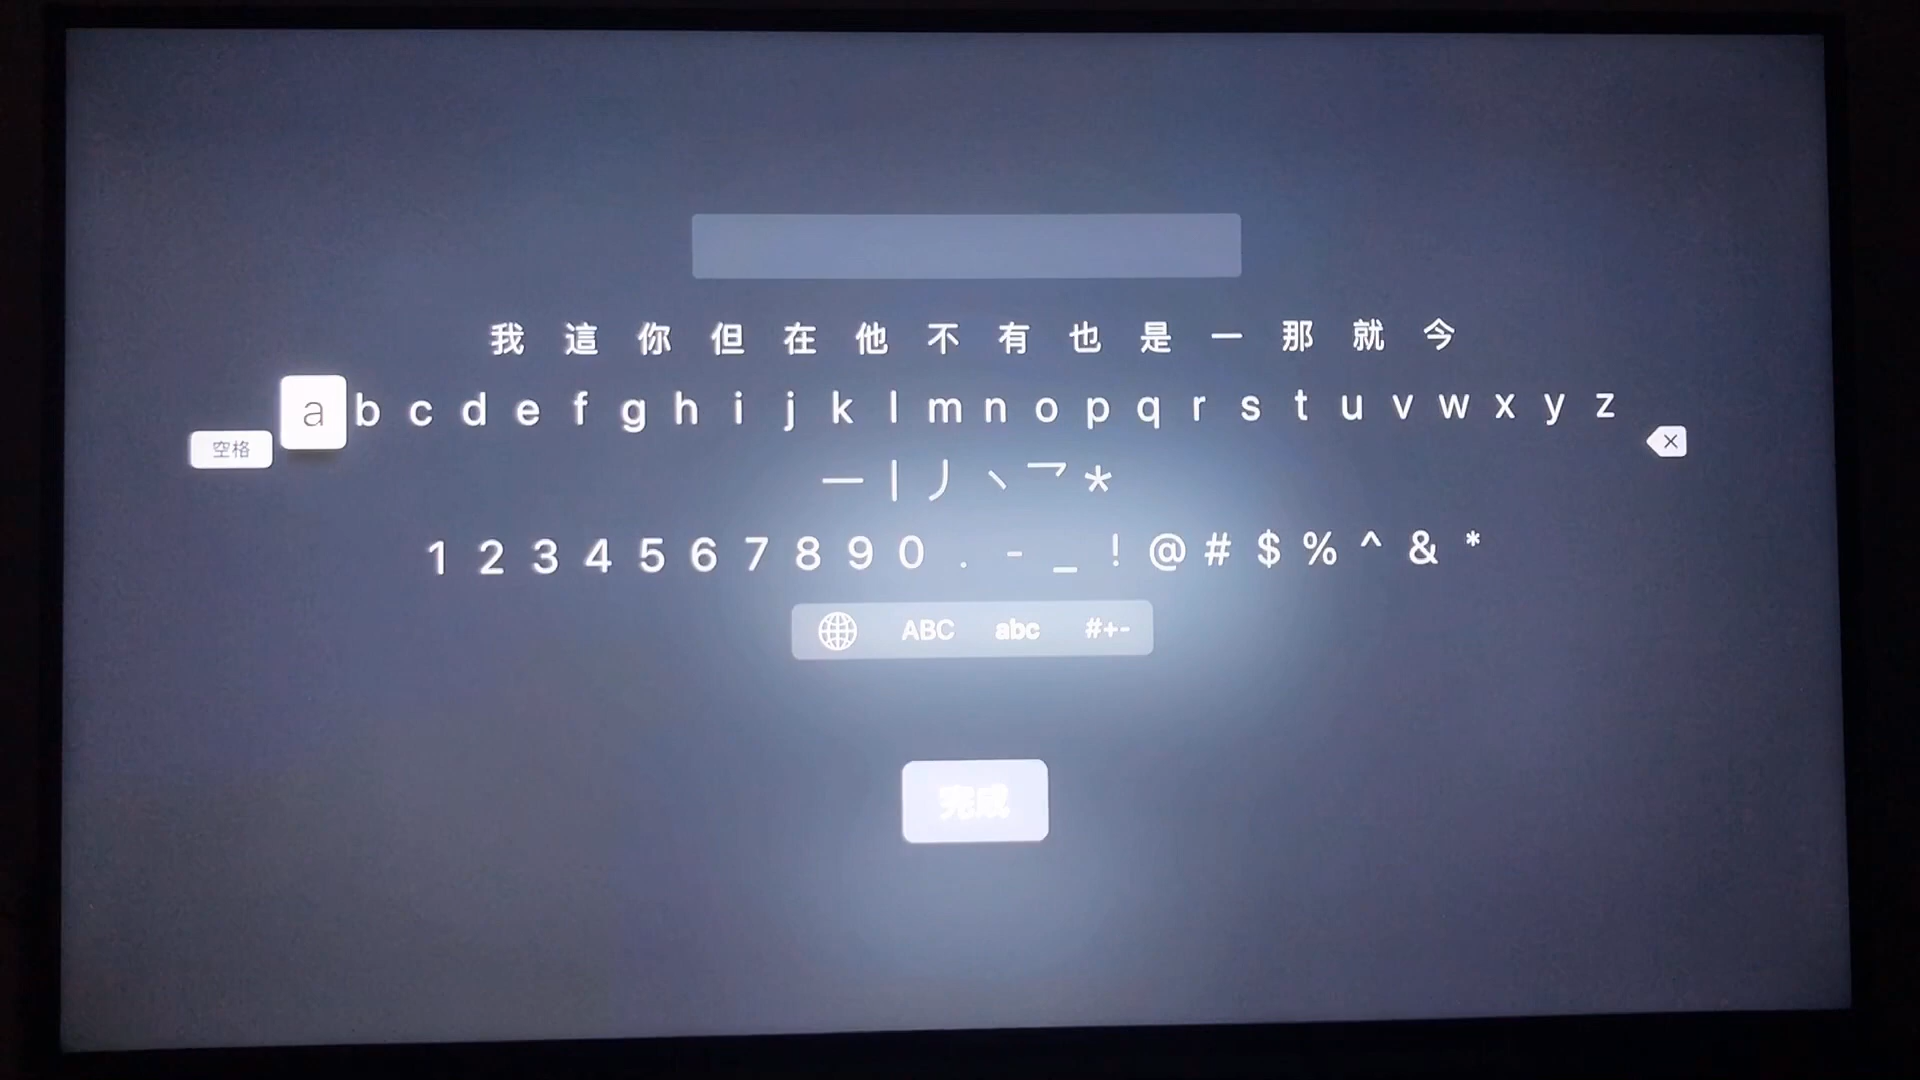 我 這 你 但 在 他 不 有 也 是 一 那 就 今
空格 a b c d e f g h i j k l m n o p q r s t u v w x y z
一 丨 丿 丶 乛 *
1 2 3 4 5 6 7 8 9 0 . - _ ! @ # $ % ^ & *
ABC abc #+-
完成